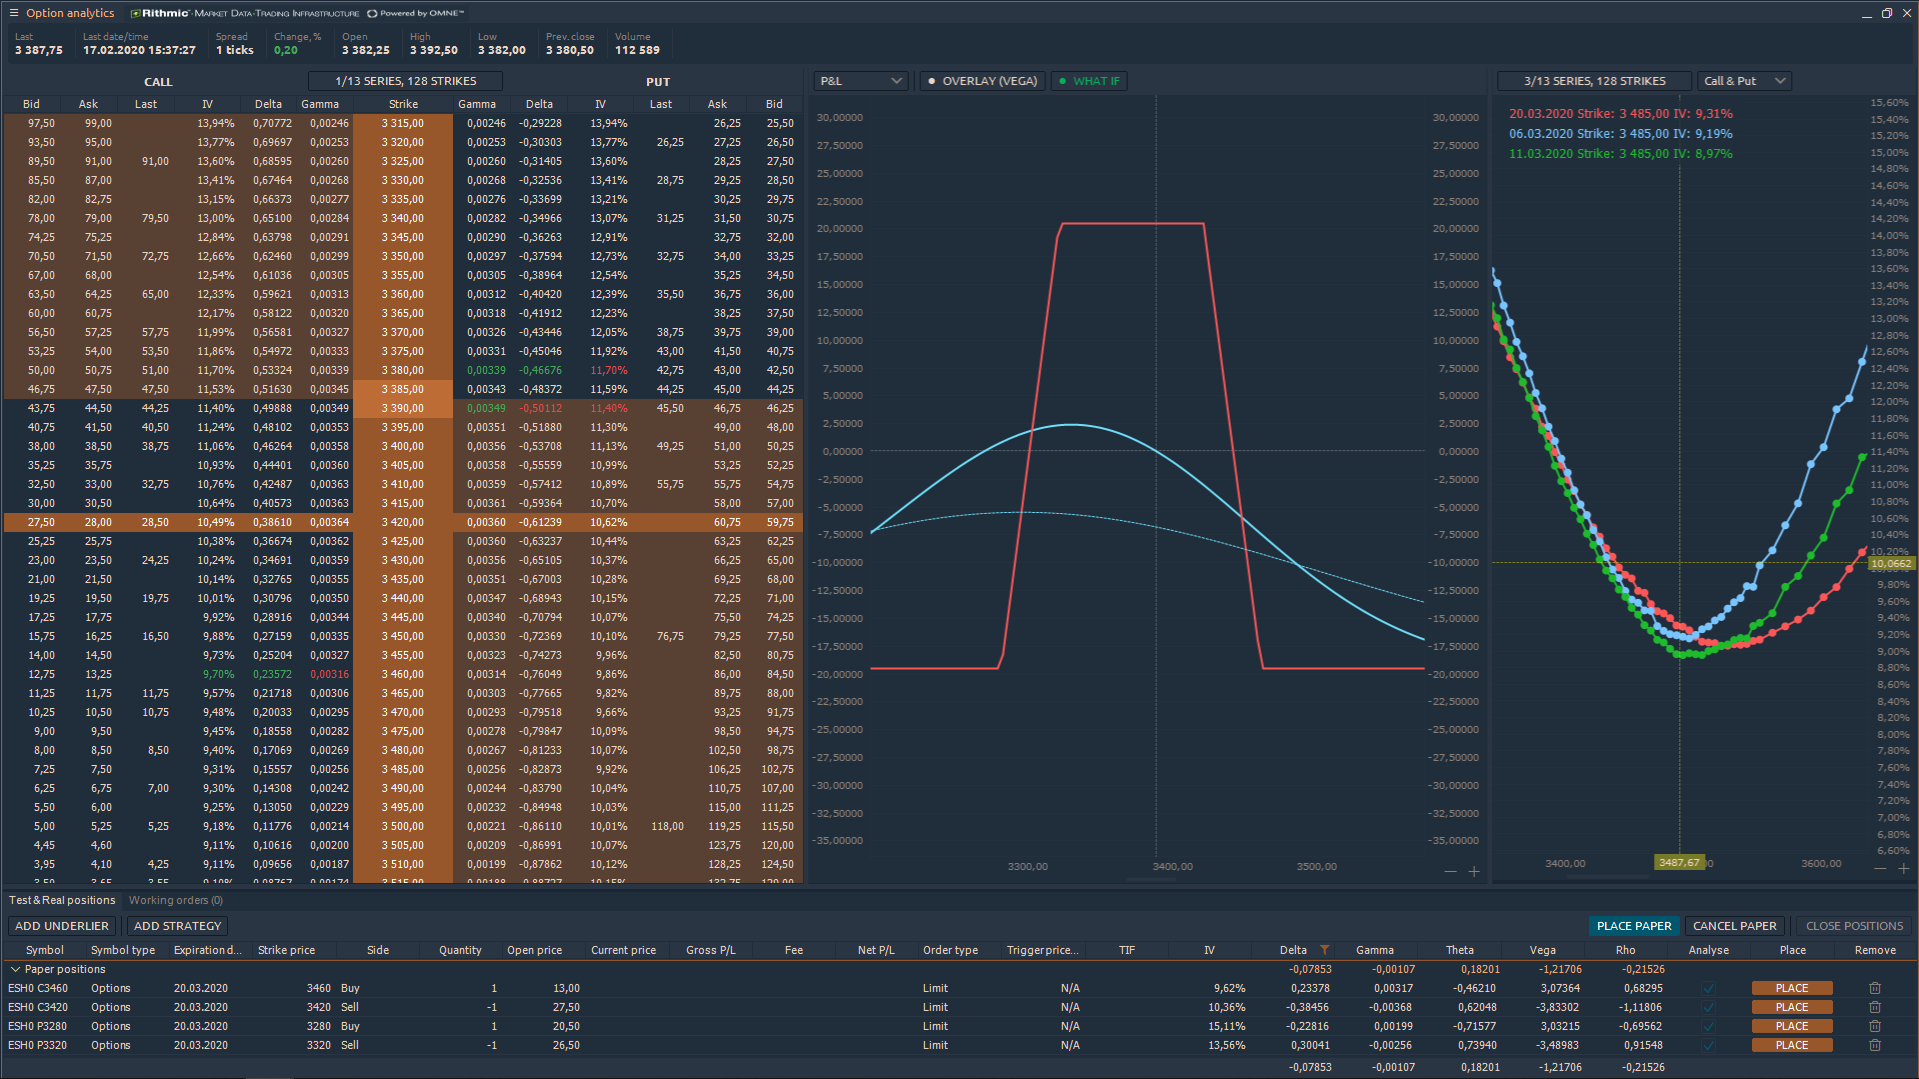 Option analytics Rithmic™ MARKET DATA-TRADING INFRASTRUCTURE Powered by OMNE™
Last Last date/time Spread Change, % Open High Low Prev. close Volume
3 387,75 17.02.2020 15:37:27 1 ticks 0,20 3 382,25 3 392,50 3 382,00 3 380,50 112 589
CALL 1/13 SERIES, 128 STRIKES PUT
Bid Ask Last IV Delta Gamma Strike Gamma Delta IV Last Ask Bid
97,50 99,00 13,94% 0,70772 0,00246 3 315,00 0,00246 -0,29228 13,94% 26,25 25,50
93,50 95,00 13,77% 0,69697 0,00253 3 320,00 0,00253 -0,30303 13,77% 26,25 27,25 26,50
89,50 91,00 91,00 13,60% 0,68595 0,00260 3 325,00 0,00260 -0,31405 13,60% 28,25 27,50
85,50 87,00 13,41% 0,67464 0,00268 3 330,00 0,00268 -0,32536 13,41% 28,75 29,25 28,50
82,00 82,75 13,15% 0,66373 0,00277 3 335,00 0,00276 -0,33699 13,21% 30,25 29,75
78,00 79,00 79,50 13,00% 0,65100 0,00284 3 340,00 0,00282 -0,34966 13,07% 31,25 31,50 30,75
74,25 75,25 12,84% 0,63798 0,00291 3 345,00 0,00290 -0,36263 12,91% 32,75 32,00
70,50 71,50 72,75 12,66% 0,62460 0,00299 3 350,00 0,00297 -0,37594 12,73% 32,75 34,00 33,25
67,00 68,00 12,54% 0,61036 0,00305 3 355,00 0,00305 -0,38964 12,54% 35,25 34,50
63,50 64,25 65,00 12,33% 0,59621 0,00313 3 360,00 0,00312 -0,40420 12,39% 35,50 36,75 36,00
60,00 60,75 12,17% 0,58122 0,00320 3 365,00 0,00318 -0,41912 12,23% 38,25 37,50
56,50 57,25 57,75 11,99% 0,56581 0,00327 3 370,00 0,00326 -0,43446 12,05% 38,75 39,75 39,00
53,25 54,00 53,50 11,86% 0,54972 0,00333 3 375,00 0,00331 -0,45046 11,92% 43,00 41,50 40,75
50,00 50,75 51,00 11,70% 0,53324 0,00339 3 380,00 0,00339 -0,46676 11,70% 42,75 43,00 42,50
46,75 47,50 47,50 11,53% 0,51630 0,00345 3 385,00 0,00343 -0,48372 11,59% 44,25 45,00 44,25
43,75 44,50 44,25 11,40% 0,49888 0,00349 3 390,00 0,00349 -0,50112 11,40% 45,50 46,75 46,25
40,75 41,50 40,50 11,24% 0,48102 0,00353 3 395,00 0,00351 -0,51880 11,30% 49,00 48,00
38,00 38,50 38,75 11,06% 0,46264 0,00358 3 400,00 0,00356 -0,53708 11,13% 49,25 51,00 50,25
35,25 35,75 10,93% 0,44401 0,00360 3 405,00 0,00358 -0,55559 10,99% 53,25 52,25
32,50 33,00 32,75 10,76% 0,42487 0,00363 3 410,00 0,00359 -0,57412 10,89% 55,75 55,75 54,75
30,00 30,50 10,64% 0,40573 0,00363 3 415,00 0,00361 -0,59364 10,70% 58,00 57,00
27,50 28,00 28,50 10,49% 0,38610 0,00364 3 420,00 0,00360 -0,61239 10,62% 60,75 59,75
25,25 25,75 10,38% 0,36674 0,00362 3 425,00 0,00360 -0,63237 10,44% 63,25 62,25
23,00 23,50 24,25 10,24% 0,34691 0,00359 3 430,00 0,00356 -0,65105 10,37% 66,25 65,00
21,00 21,50 10,14% 0,32765 0,00355 3 435,00 0,00351 -0,67003 10,28% 69,25 68,00
19,25 19,50 19,75 10,01% 0,30796 0,00350 3 440,00 0,00347 -0,68943 10,15% 72,25 71,00
17,25 17,75 9,92% 0,28916 0,00344 3 445,00 0,00340 -0,70794 10,07% 75,50 74,25
15,75 16,25 16,50 9,88% 0,27159 0,00335 3 450,00 0,00330 -0,72369 10,10% 76,75 79,25 77,50
14,00 14,50 9,73% 0,25204 0,00327 3 455,00 0,00323 -0,74273 9,96% 82,50 80,75
12,75 13,25 9,70% 0,23572 0,00316 3 460,00 0,00314 -0,76049 9,86% 86,00 84,50
11,25 11,75 11,75 9,57% 0,21718 0,00306 3 465,00 0,00303 -0,77665 9,82% 89,75 88,00
10,25 10,50 10,75 9,48% 0,20033 0,00295 3 470,00 0,00293 -0,79518 9,66% 93,25 91,75
9,00 9,50 9,45% 0,18558 0,00282 3 475,00 0,00278 -0,79847 10,09% 98,50 94,75
8,00 8,50 8,50 9,40% 0,17069 0,00269 3 480,00 0,00267 -0,81233 10,07% 102,50 98,75
7,25 7,50 9,31% 0,15557 0,00256 3 485,00 0,00256 -0,82873 9,92% 106,25 102,75
6,25 6,75 7,00 9,30% 0,14308 0,00242 3 490,00 0,00244 -0,83790 10,04% 110,75 107,00
5,50 6,00 9,25% 0,13050 0,00229 3 495,00 0,00232 -0,84948 10,03% 115,00 111,25
5,00 5,25 5,25 9,18% 0,11776 0,00214 3 500,00 0,00221 -0,86110 10,01% 118,00 119,25 115,50
4,45 4,60 9,11% 0,10616 0,00200 3 505,00 0,00209 -0,86991 10,07% 123,75 120,00
3,95 4,10 4,25 9,11% 0,09656 0,00187 3 510,00 0,00199 -0,87862 10,12% 128,25 124,50
P&L OVERLAY (VEGA) WHAT IF
30,00000 30,00000
27,50000 27,50000
25,00000 25,00000
22,50000 22,50000
20,00000 20,00000
17,50000 17,50000
15,00000 15,00000
12,50000 12,50000
10,00000 10,00000
7,50000 7,50000
5,00000 5,00000
2,50000 2,50000
0,00000 0,00000
-2,50000 -2,50000
-5,00000 -5,00000
-7,50000 -7,50000
-10,00000 -10,00000
-12,50000 -12,50000
-15,00000 -15,00000
-17,50000 -17,50000
-20,00000 -20,00000
-22,50000 -22,50000
-25,00000 -25,00000
-27,50000 -27,50000
-30,00000 -30,00000
-32,50000 -32,50000
-35,00000 -35,00000
3300,00 3400,00 3500,00
3/13 SERIES, 128 STRIKES Call & Put
20.03.2020 Strike: 3 485,00 IV: 9,31%
06.03.2020 Strike: 3 485,00 IV: 9,19%
11.03.2020 Strike: 3 485,00 IV: 8,97%
15,60%
15,40%
15,20%
15,00%
14,80%
14,60%
14,40%
14,20%
14,00%
13,80%
13,60%
13,40%
13,20%
13,00%
12,80%
12,60%
12,40%
12,20%
12,00%
11,80%
11,60%
11,40%
11,20%
11,00%
10,80%
10,60%
10,40%
10,20%
10,0662
9,80%
9,60%
9,40%
9,20%
9,00%
8,80%
8,60%
8,40%
8,20%
8,00%
7,80%
7,60%
7,40%
7,20%
7,00%
6,80%
6,60%
3400,00 3487,67 3600,00
Test & Real positions Working orders (0)
ADD UNDERLIER ADD STRATEGY PLACE PAPER CANCEL PAPER CLOSE POSITIONS
Symbol Symbol type Expiration d... Strike price Side Quantity Open price Current price Gross P/L Fee Net P/L Order type Trigger price... TIF IV Delta Gamma Theta Vega Rho Analyse Place Remove
Paper positions -0,07853 -0,00107 0,18201 -1,21706 -0,21526
ESH0 C3460 Options 20.03.2020 3460 Buy 1 13,00 Limit N/A 9,62% 0,23378 0,00317 -0,46210 3,07364 0,68295 PLACE
ESH0 C3420 Options 20.03.2020 3420 Sell -1 27,50 Limit N/A 10,36% -0,38456 -0,00368 0,62048 -3,83302 -1,11806 PLACE
ESH0 P3280 Options 20.03.2020 3280 Buy 1 20,50 Limit N/A 15,11% -0,22816 0,00199 -0,71577 3,03215 -0,69562 PLACE
ESH0 P3320 Options 20.03.2020 3320 Sell -1 26,50 Limit N/A 13,56% 0,30041 -0,00256 0,73940 -3,48983 0,91548 PLACE
-0,07853 -0,00107 0,18201 -1,21706 -0,21526